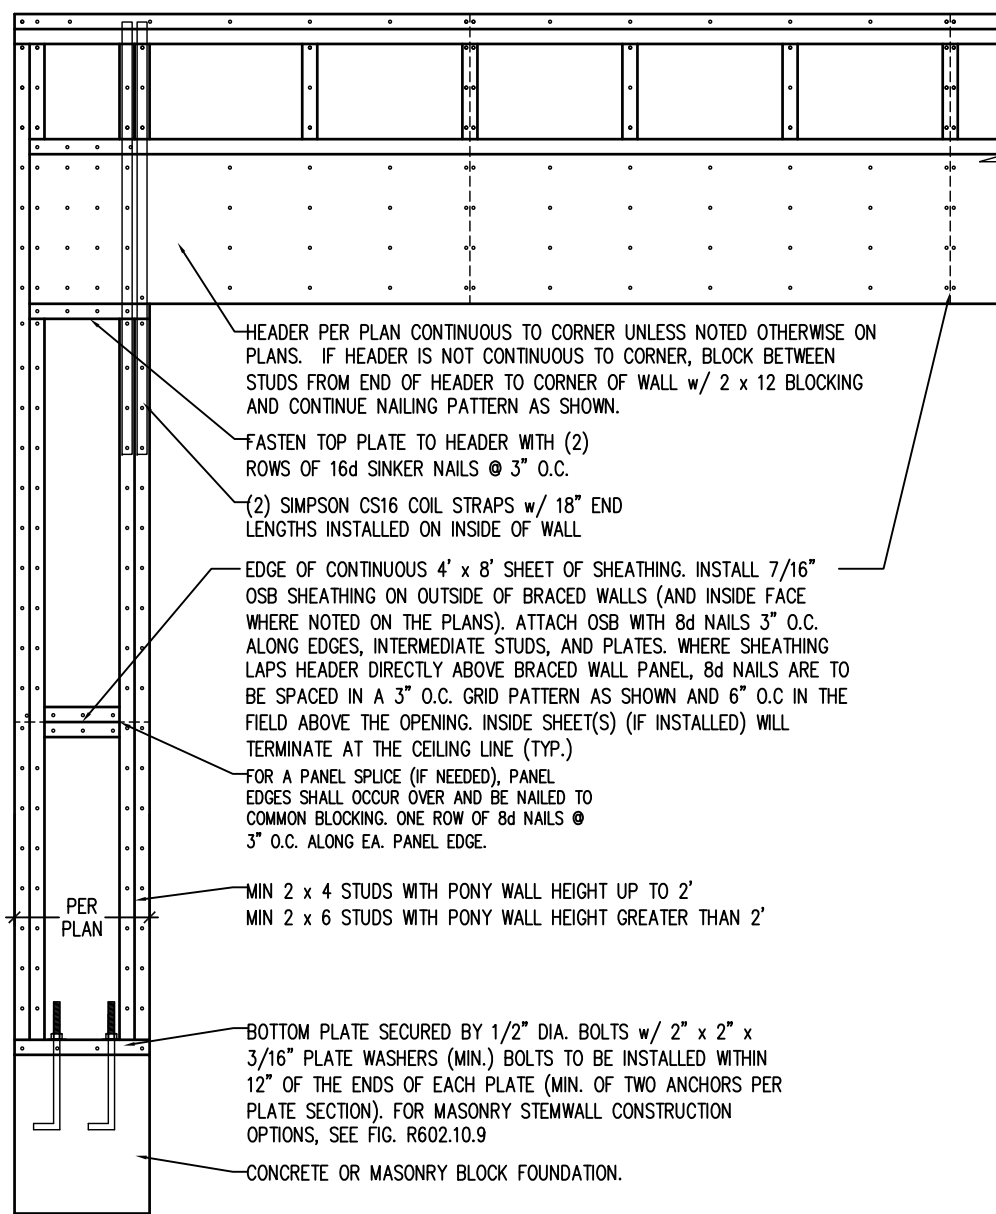 HEADER PER PLAN CONTINUOUS TO CORNER UNLESS NOTED OTHERWISE ON
PLANS. IF HEADER IS NOT CONTINUOUS TO CORNER, BLOCK BETWEEN
STUDS FROM END OF HEADER TO CORNER OF WALL w/ 2 x 12 BLOCKING
AND CONTINUE NAILING PATTERN AS SHOWN.
FASTEN TOP PLATE TO HEADER WITH (2)
ROWS OF 16d SINKER NAILS @ 3" O.C.
(2) SIMPSON CS16 COIL STRAPS w/ 18" END
LENGTHS INSTALLED ON INSIDE OF WALL
EDGE OF CONTINUOUS 4' x 8' SHEET OF SHEATHING. INSTALL 7/16"
OSB SHEATHING ON OUTSIDE OF BRACED WALLS (AND INSIDE FACE
WHERE NOTED ON THE PLANS). ATTACH OSB WITH 8d NAILS 3" O.C.
ALONG EDGES, INTERMEDIATE STUDS, AND PLATES. WHERE SHEATHING
LAPS HEADER DIRECTLY ABOVE BRACED WALL PANEL, 8d NAILS ARE TO
BE SPACED IN A 3" O.C. GRID PATTERN AS SHOWN AND 6" O.C IN THE
FIELD ABOVE THE OPENING. INSIDE SHEET(S) (IF INSTALLED) WILL
TERMINATE AT THE CEILING LINE (TYP.)
FOR A PANEL SPLICE (IF NEEDED), PANEL
EDGES SHALL OCCUR OVER AND BE NAILED TO
COMMON BLOCKING. ONE ROW OF 8d NAILS @
3" O.C. ALONG EA. PANEL EDGE.
MIN 2 x 4 STUDS WITH PONY WALL HEIGHT UP TO 2'
MIN 2 x 6 STUDS WITH PONY WALL HEIGHT GREATER THAN 2'
PER
PLAN
BOTTOM PLATE SECURED BY 1/2" DIA. BOLTS w/ 2" x 2" x
3/16" PLATE WASHERS (MIN.) BOLTS TO BE INSTALLED WITHIN
12" OF THE ENDS OF EACH PLATE (MIN. OF TWO ANCHORS PER
PLATE SECTION). FOR MASONRY STEMWALL CONSTRUCTION
OPTIONS, SEE FIG. R602.10.9
CONCRETE OR MASONRY BLOCK FOUNDATION.